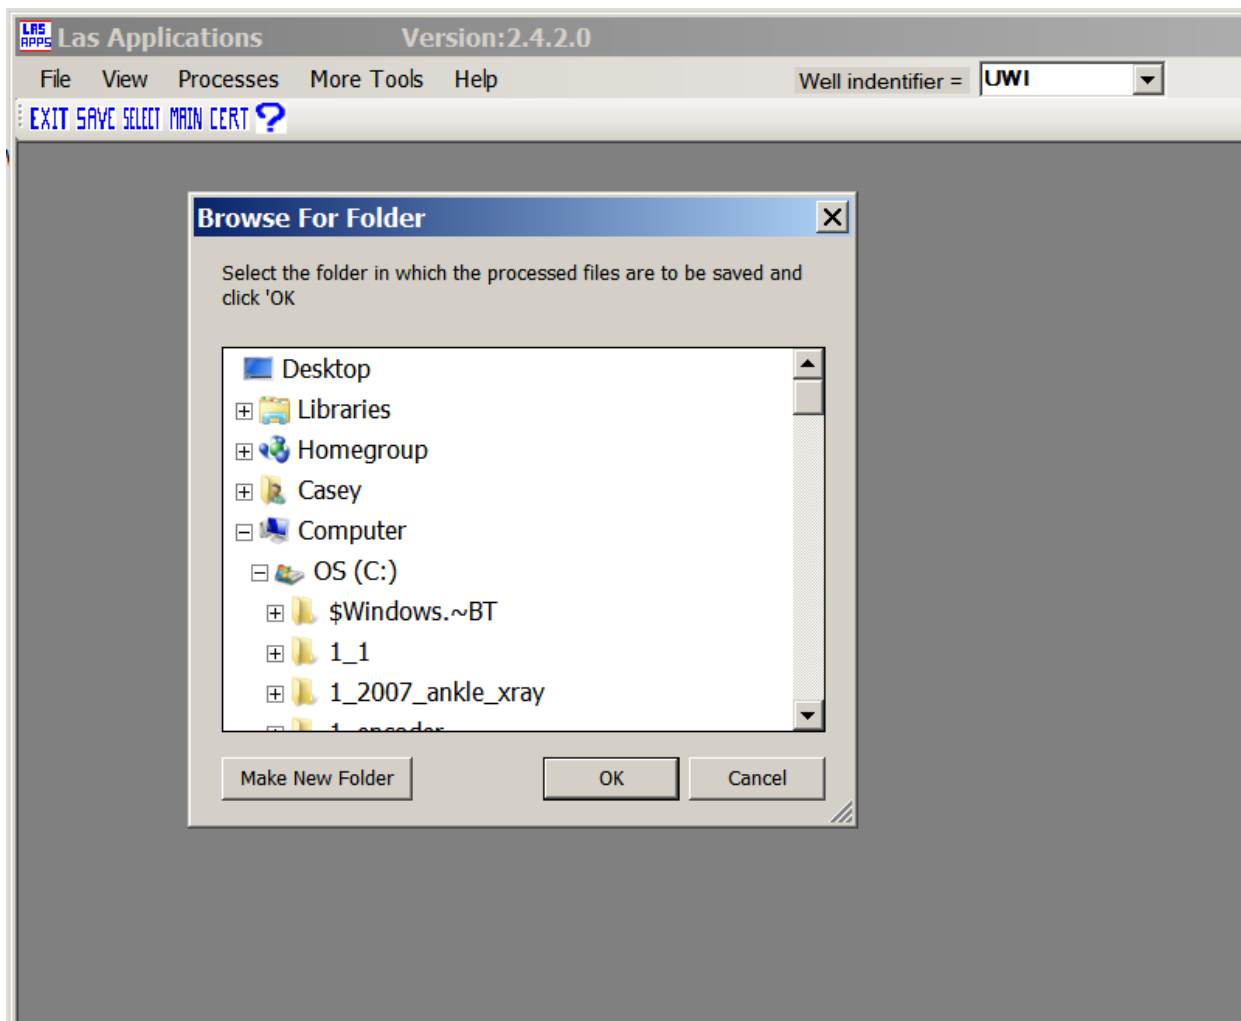 LAS
APPS
Las Applications Version:2.4.2.0
File View Processes More Tools Help Well indentifier = UWI
EXIT SAVE SELECT MAIN CERT ?
Browse For Folder
Select the folder in which the processed files are to be saved and
click 'OK
Desktop
Libraries
Homegroup
Casey
Computer
OS (C:)
$Windows.~BT
1_1
1_2007_ankle_xray
1_encoder
Make New Folder OK Cancel